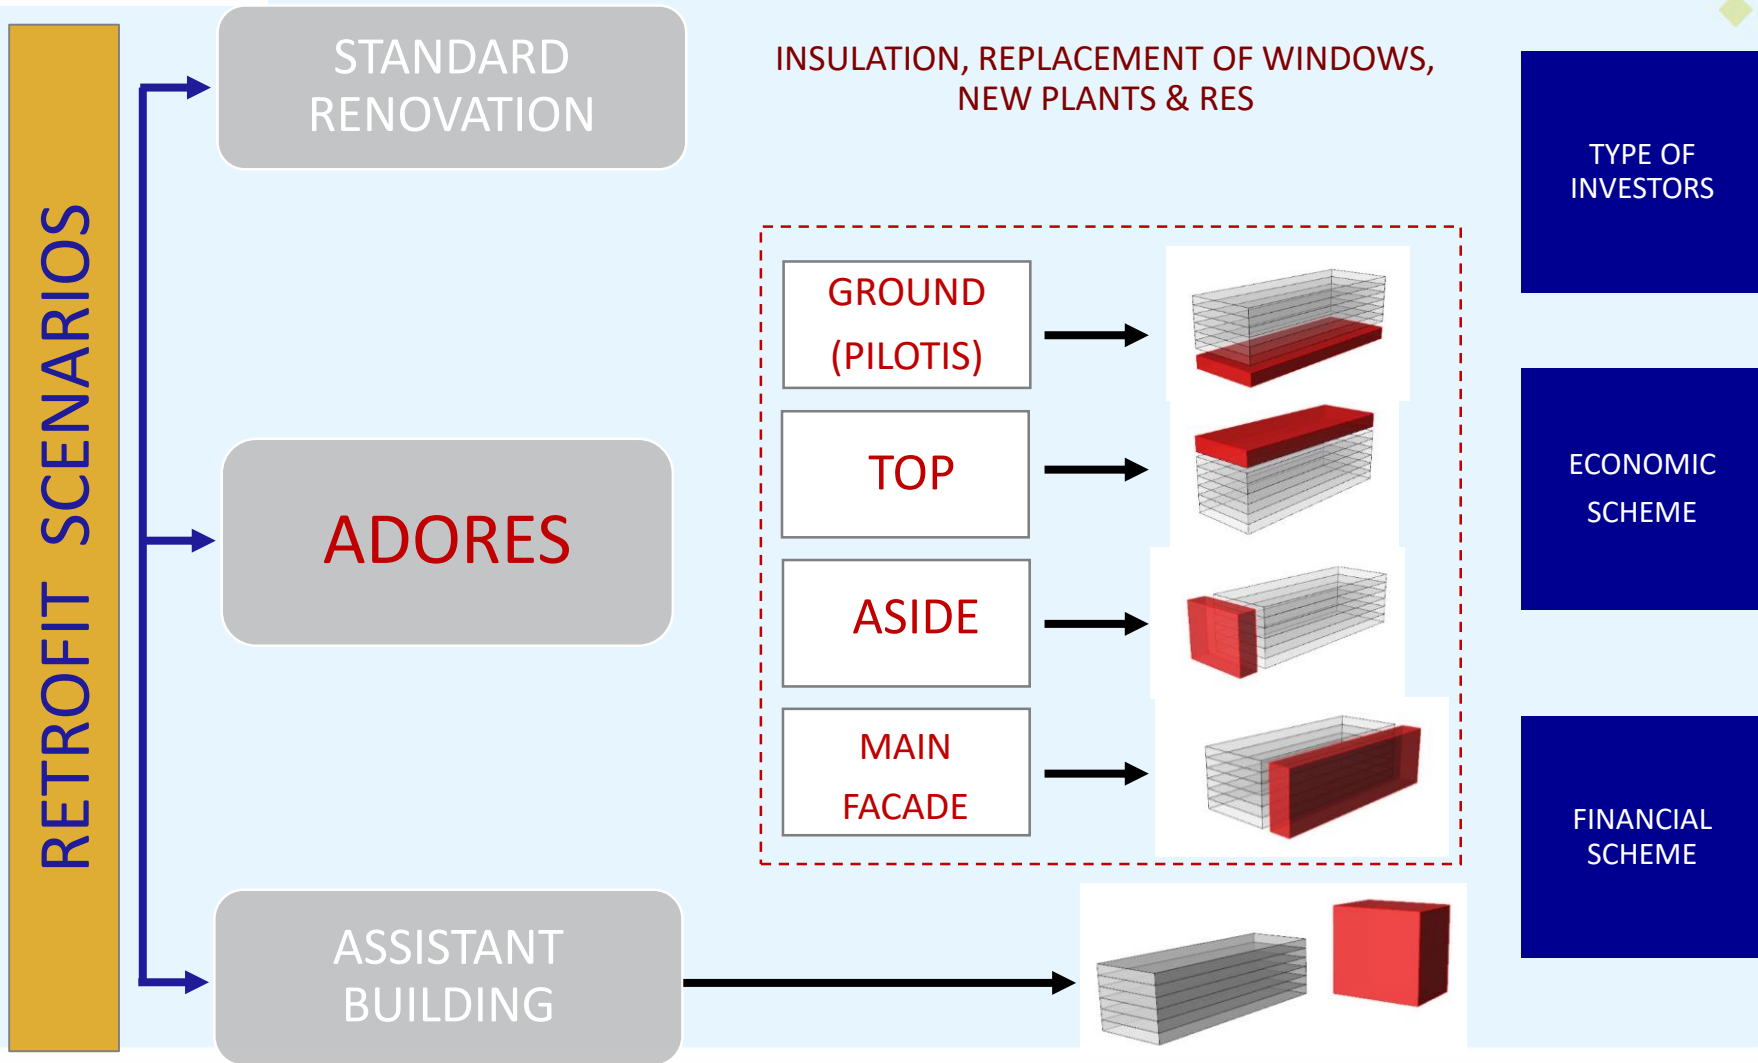 RETROFIT SCENARIOS
STANDARD
RENOVATION
INSULATION, REPLACEMENT OF WINDOWS,
NEW PLANTS & RES
ADORES
GROUND
(PILOTIS)
TOP
ASIDE
MAIN
FACADE
ASSISTANT
BUILDING
TYPE OF
INVESTORS
ECONOMIC
SCHEME
FINANCIAL
SCHEME